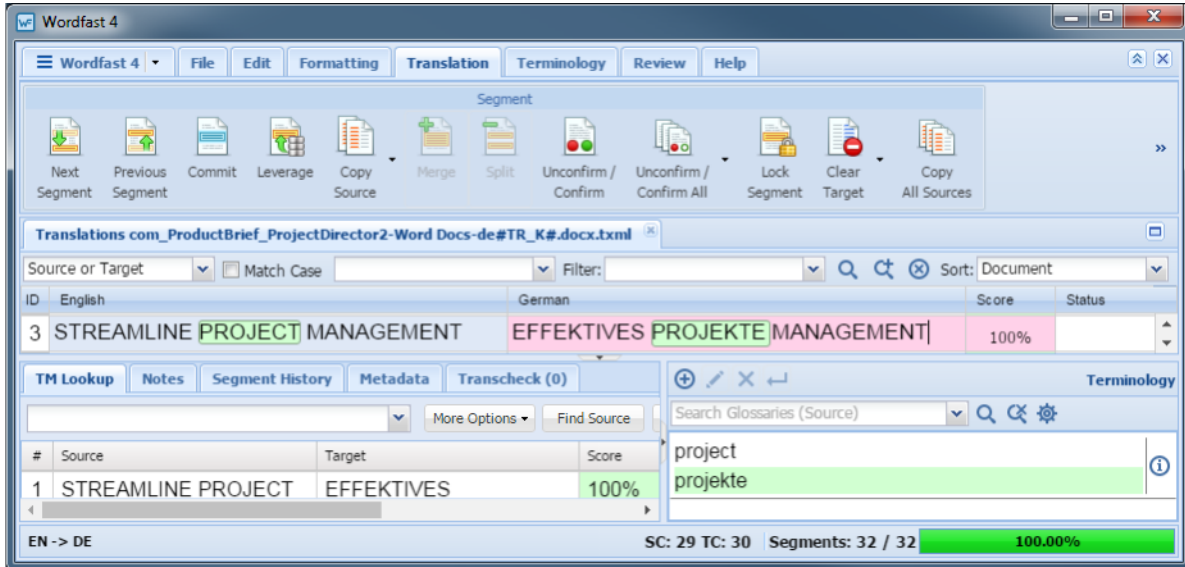 Wordfast 4
Wordfast 4 File Edit Formatting Translation Terminology Review Help
Segment
Next Segment
Previous Segment
Commit
Leverage
Copy Source
Merge
Split
Unconfirm / Confirm
Unconfirm / Confirm All
Lock Segment
Clear Target
Copy All Sources
Translations com_ProductBrief_ProjectDirector2-Word Docs-de#TR_K#.docx.txml
Source or Target Match Case Filter: Sort: Document
ID English German Score Status
3 STREAMLINE PROJECT MANAGEMENT EFFEKTIVES PROJEKTE MANAGEMENT 100%
TM Lookup Notes Segment History Metadata Transcheck (0)
More Options Find Source
# Source Target Score
1 STREAMLINE PROJECT EFFEKTIVES 100%
Terminology
Search Glossaries (Source)
project
projekte
EN -> DE SC: 29 TC: 30 Segments: 32 / 32 100.00%